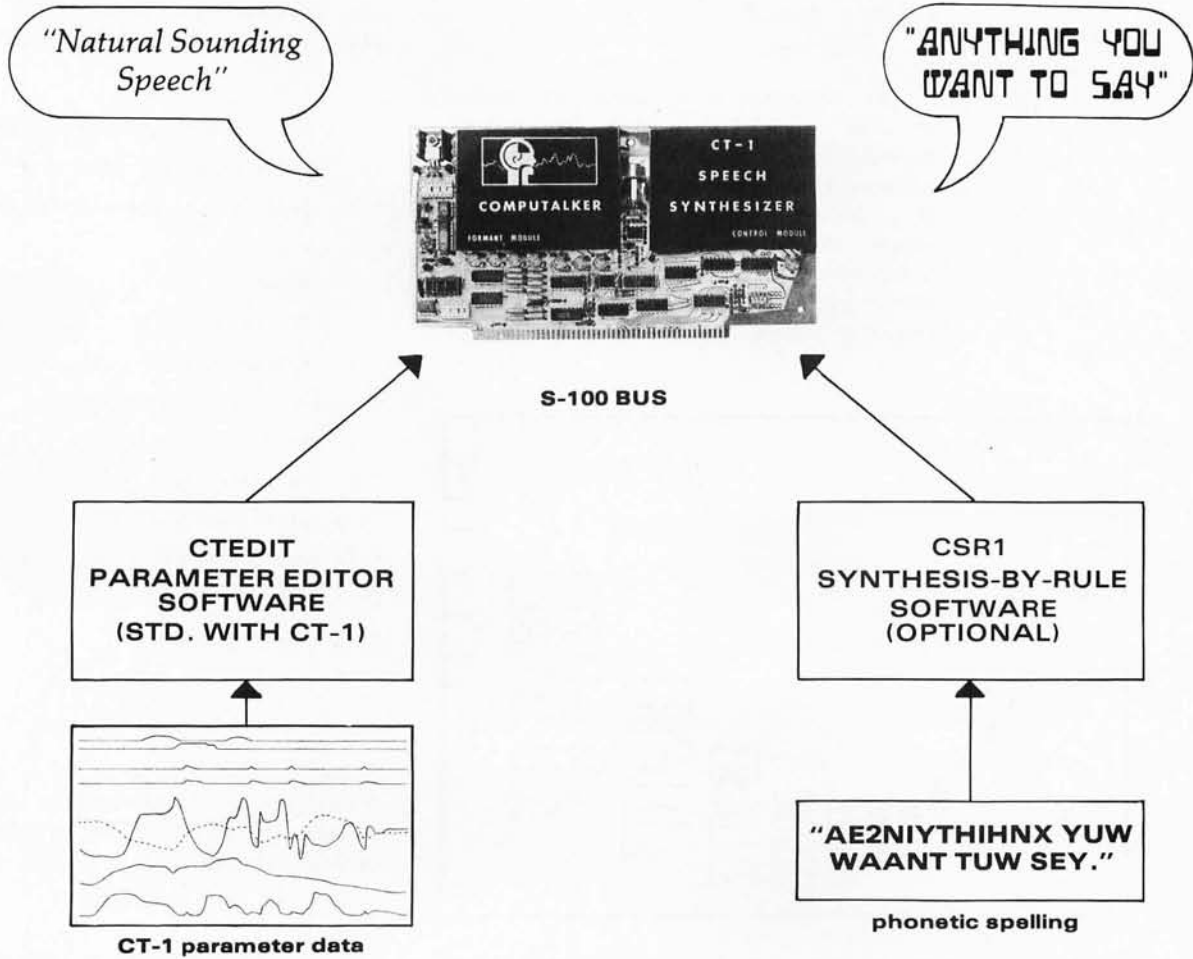 "Natural Sounding
Speech"
"ANYTHING YOU
WANT TO SAY"
COMPUTALKER
FORMANT MODULE
CT-1
SPEECH
SYNTHESIZER
CONTROL MODULE
S-100 BUS
CTEDIT
PARAMETER EDITOR
SOFTWARE
(STD. WITH CT-1)
CSR1
SYNTHESIS-BY-RULE
SOFTWARE
(OPTIONAL)
CT-1 parameter data
"AE2NIYTHIHNX YUW
WAANT TUW SEY."
phonetic spelling